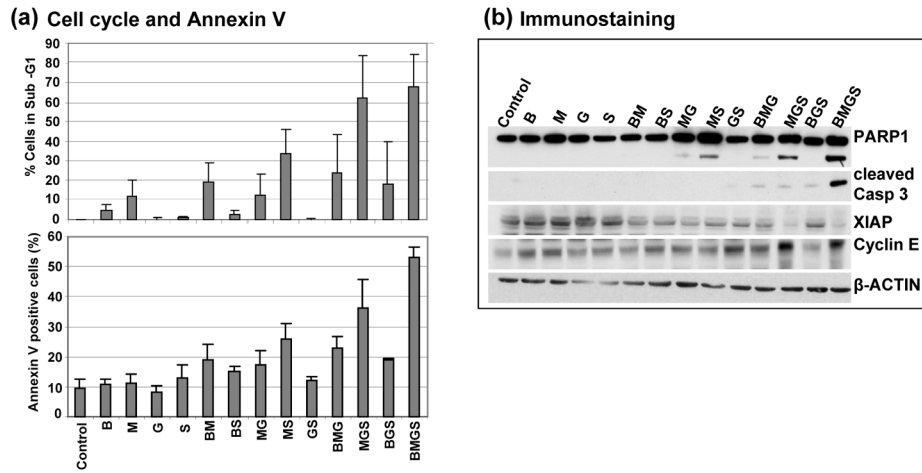 (a) Cell cycle and Annexin V
% Cells in Sub -G1
90
80
70
60
50
40
30
20
10
0
Annexin V positive cells (%)
60
50
40
30
20
10
0
Control
B
M
G
S
BM
BS
MG
MS
GS
BMG
MGS
BGS
BMGS
(b) Immunostaining
Control
B
M
G
S
BM
BS
MG
MS
GS
BMG
MGS
BGS
BMGS
PARP1
cleaved
Casp 3
XIAP
Cyclin E
β-ACTIN